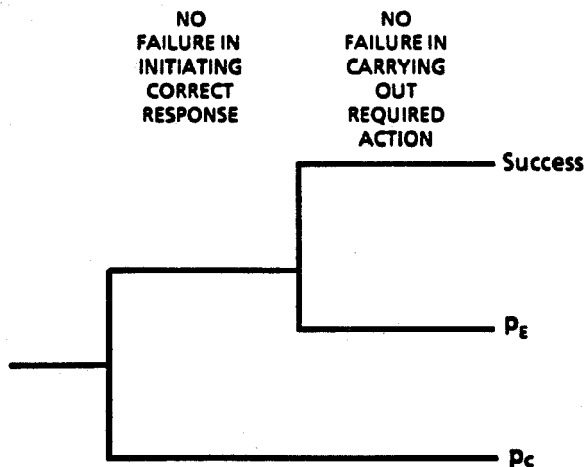 NO
FAILURE IN
INITIATING
CORRECT
RESPONSE
NO
FAILURE IN
CARRYING
OUT
REQUIRED
ACTION
Success
PE
PC